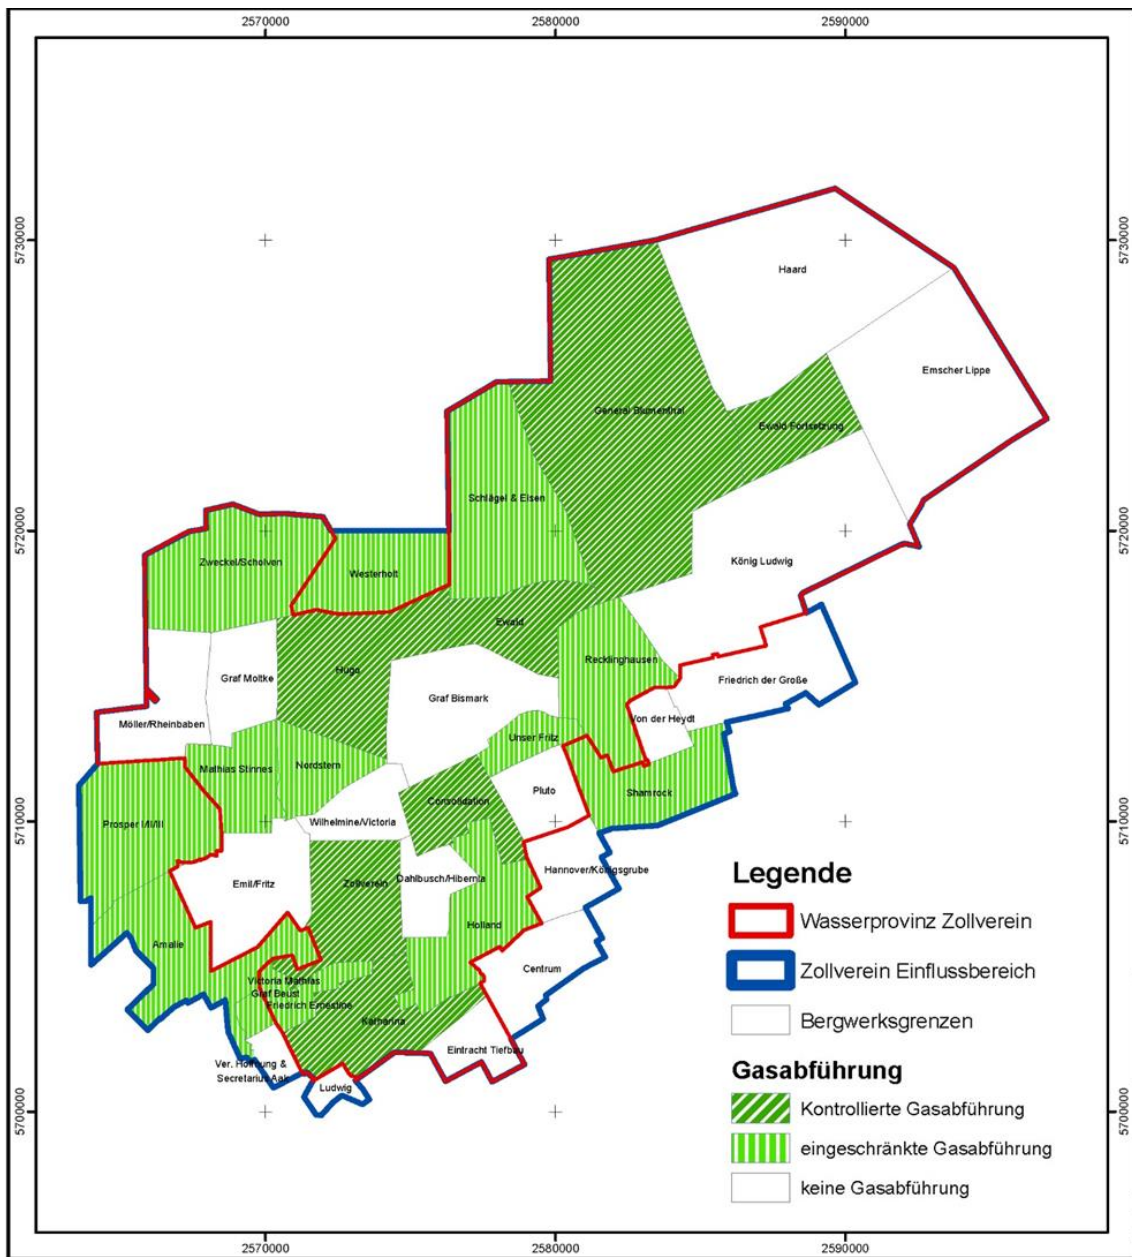 2570000
2580000
2590000
5730000
5730000
Haard
Emscher Lippe
General Blumenthal
Ewald Fortsetzung
Schlägel & Eisen
5720000
5720000
Zweckel/Scholven
Westerholt
König Ludwig
Ewald
Recklinghausen
Hugo
Graf Moltke
Friedrich der Große
Graf Bismark
Möller/Rheinbaben
Von der Heydt
Unser Fritz
Nordstern
Mathias Stinnes
Pluto
Shamrock
Consolidation
5710000
5710000
Prosper I/II/III
Wilhelmine/Victoria
Hannover/Königsgrube
Dahlbusch/Hibernia
Emil/Fritz
Zollverein
Holland
Amalie
Centrum
Victoria Mathias
Graf Beust
Friedrich Ernestine
Katharina
Eintracht Tiefbau
Ver. Hoffnung &
Secretarius Aak
Ludwig
5700000
5700000
Legende
Wasserprovinz Zollverein
Zollverein Einflussbereich
Bergwerksgrenzen
Gasabführung
Kontrollierte Gasabführung
eingeschränkte Gasabführung
keine Gasabführung
2570000
2580000
2590000